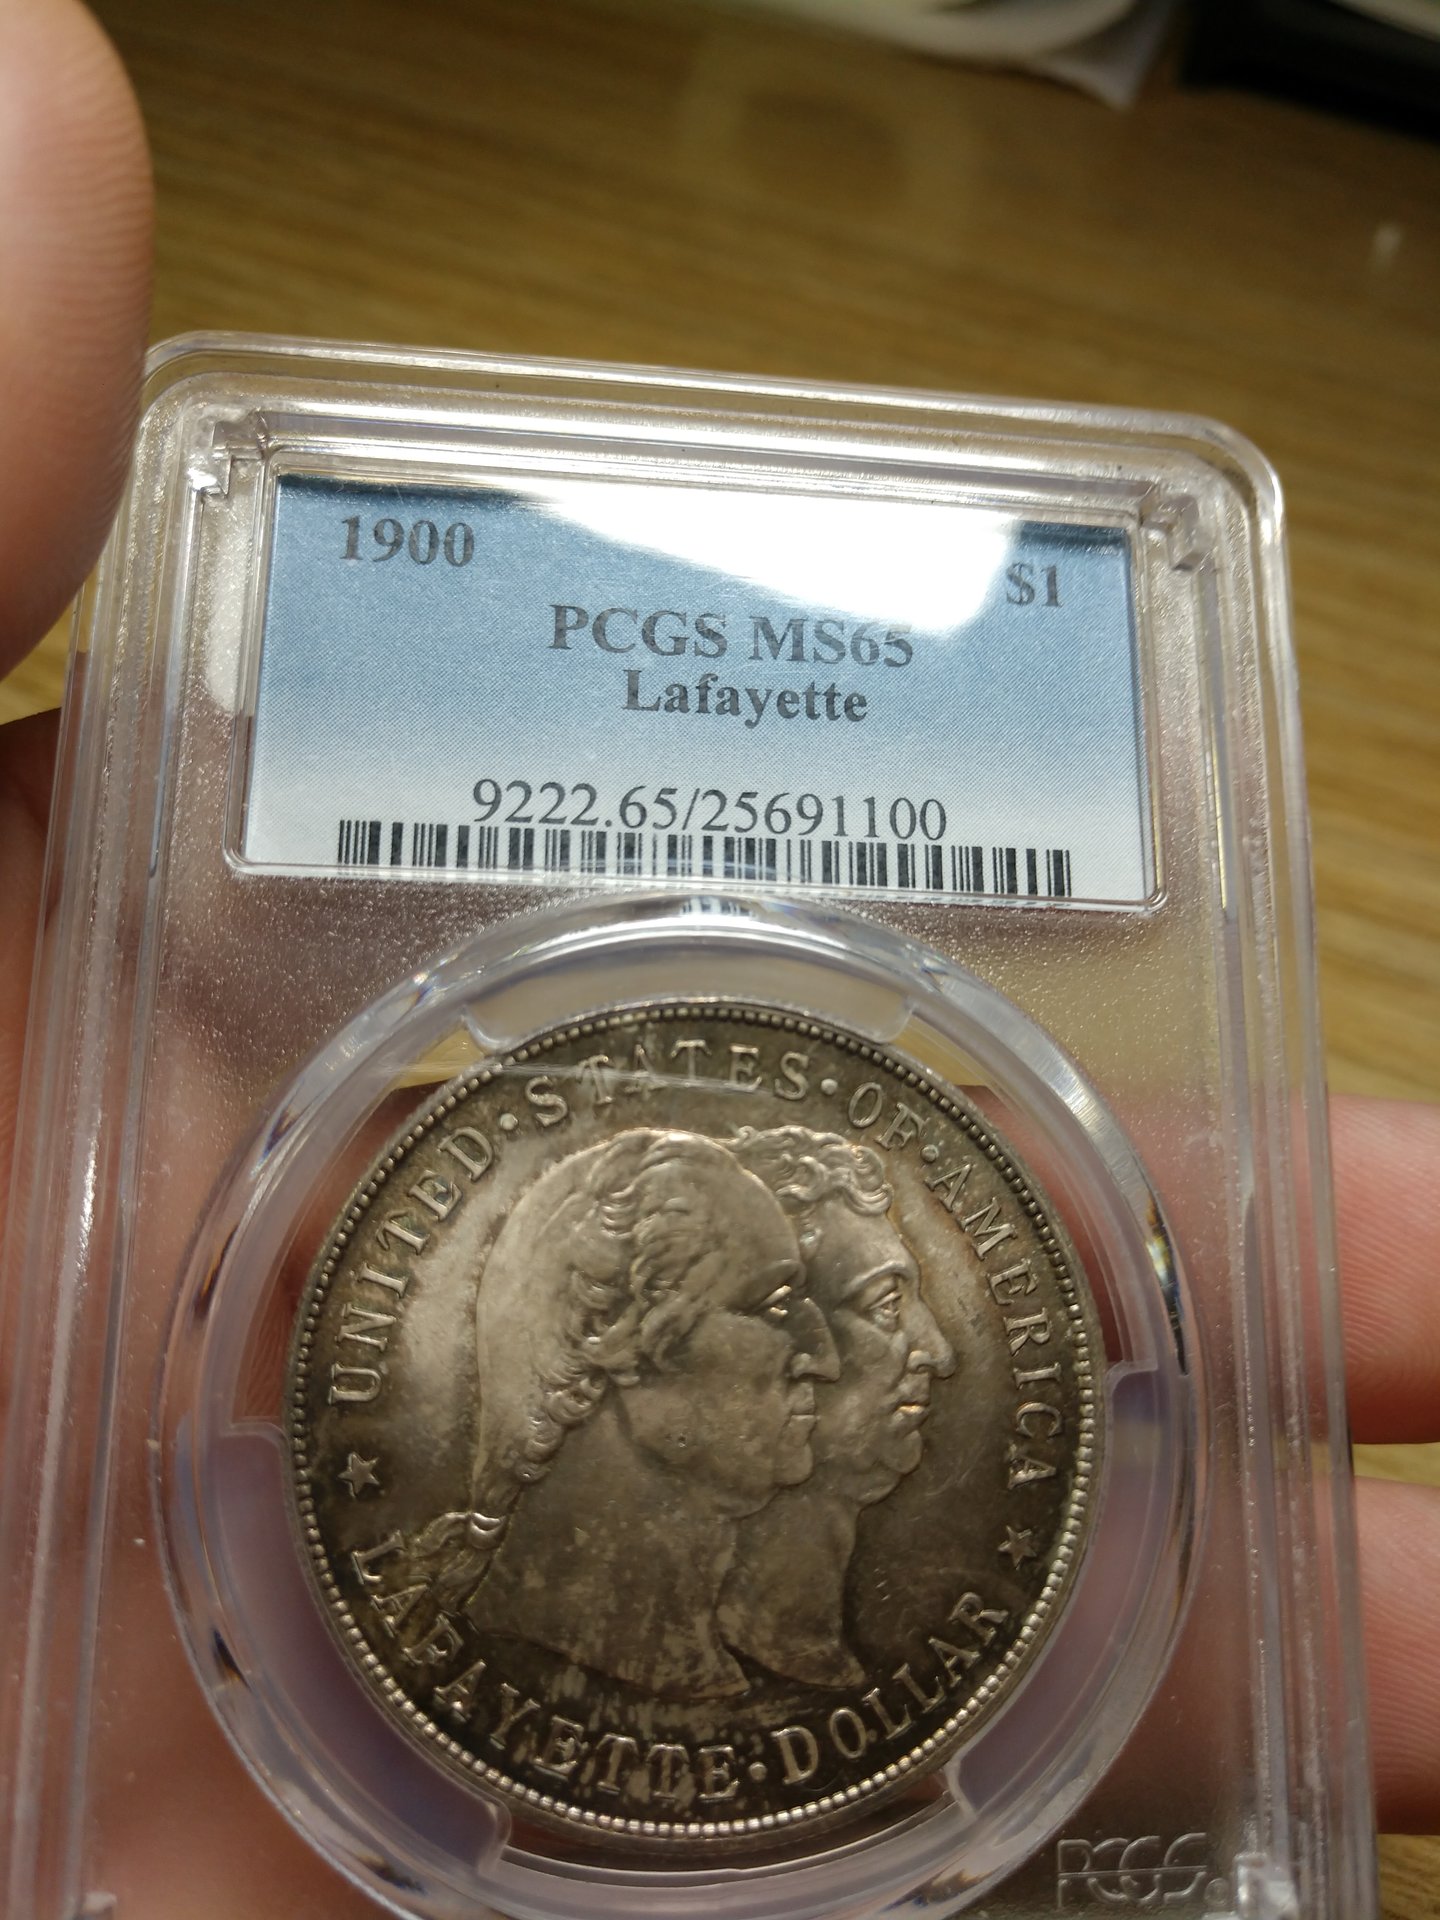 1900
$1
PCGS MS65
Lafayette
9222.65/25691100
UNITED·STATES·OF·AMERICA
★ LAFAYETTE·DOLLAR ★
PCGS